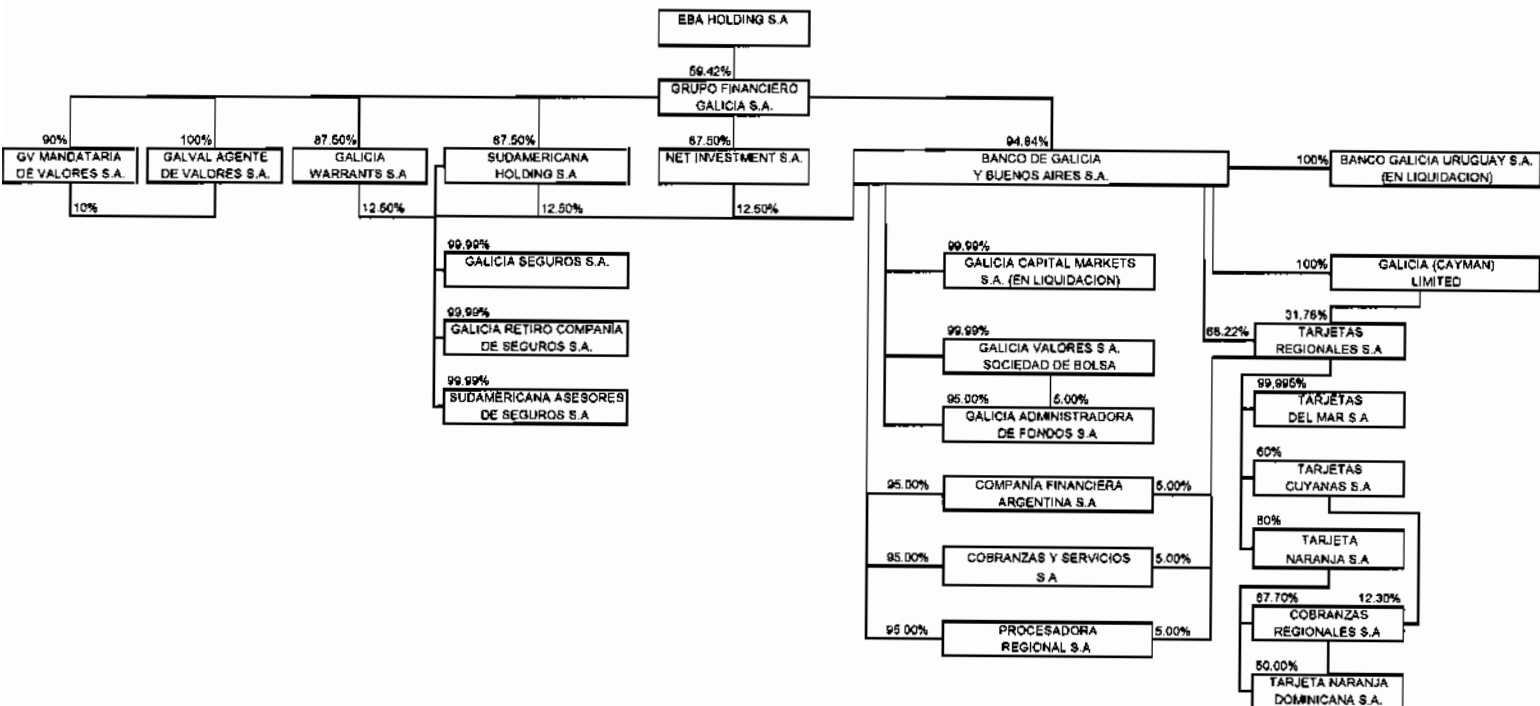 EBA HOLDING S.A
59.42%
GRUPO FINANCIERO
GALICIA S.A.
90%
GV MANDATARIA
DE VALORES S.A.
100%
GALVAL AGENTE
DE VALORES S.A.
87.50%
GALICIA
WARRANTS S.A
87.50%
SUDAMERICANA
HOLDING S.A
87.50%
NET INVESTMENT S.A.
94.84%
BANCO DE GALICIA
Y BUENOS AIRES S.A.
100%
BANCO GALICIA URUGUAY S.A.
(EN LIQUIDACION)
10%
12.50%
12.50%
12.50%
99.99%
GALICIA SEGUROS S.A.
99.99%
GALICIA RETIRO COMPAÑÍA
DE SEGUROS S.A.
99.99%
SUDAMERICANA ASESORES
DE SEGUROS S.A
99.99%
GALICIA CAPITAL MARKETS
S.A. (EN LIQUIDACION)
99.99%
GALICIA VALORES S A.
SOCIEDAD DE BOLSA
95.00%
5.00%
GALICIA ADMINISTRADORA
DE FONDOS S.A
95.00%
COMPAÑÍA FINANCIERA
ARGENTINA S.A
5.00%
95.00%
COBRANZAS Y SERVICIOS
S.A
5.00%
95.00%
PROCESADORA
REGIONAL S.A
5.00%
100%
GALICIA (CAYMAN)
LIMITED
31.78%
68.22%
TARJETAS
REGIONALES S.A
99.995%
TARJETAS
DEL MAR S.A
60%
TARJETAS
CUYANAS S.A
80%
TARJETA
NARANJA S.A
87.70%
12.30%
COBRANZAS
REGIONALES S.A
50.00%
TARJETA NARANJA
DOMINICANA S.A.